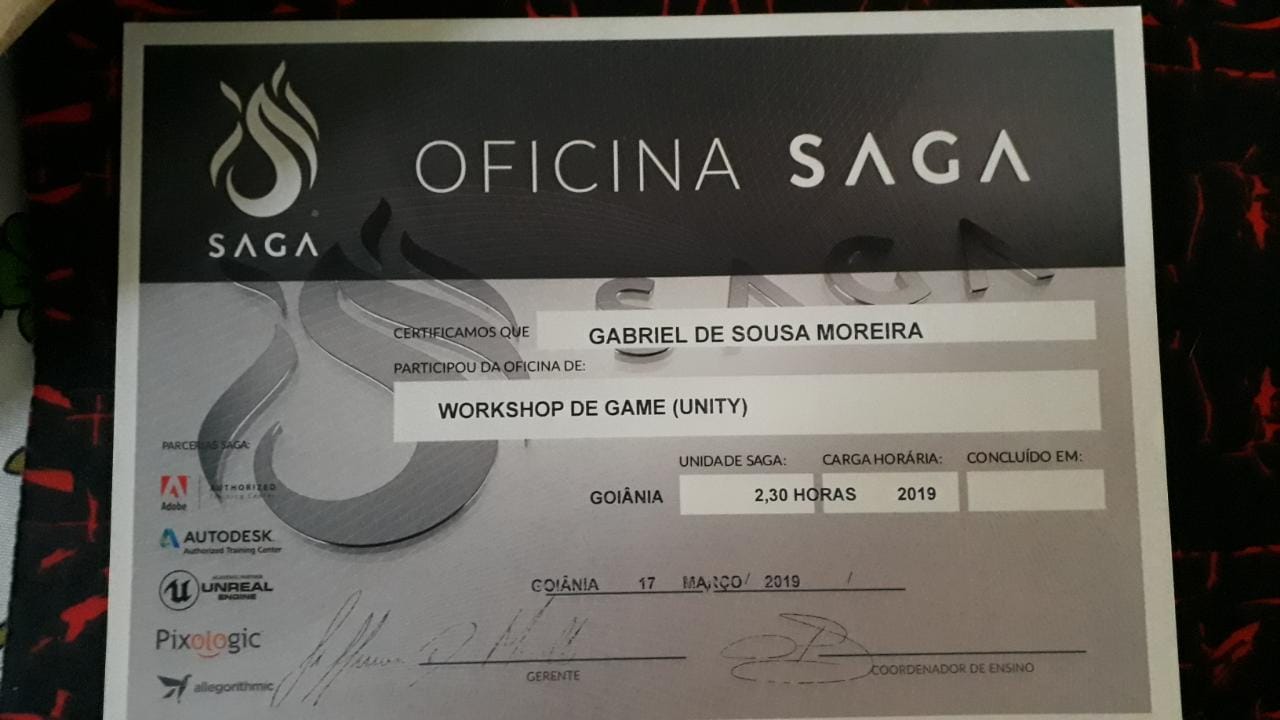 OFICINA SAGA
SAGA
SAGA
CERTIFICAMOS QUE GABRIEL DE SOUSA MOREIRA
PARTICIPOU DA OFICINA DE:
WORKSHOP DE GAME (UNITY)
PARCERIAS SAGA:
UNIDADE SAGA: CARGA HORÁRIA: CONCLUÍDO EM:
GOIÂNIA 2,30 HORAS 2019
Adobe AUTHORIZED Training Center
AUTODESK
Authorized Training Center
GOIÂNIA 17 MARÇO/ 2019 /
UNREAL
ENGINE
Pixologic
GERENTE
COORDENADOR DE ENSINO
allegorithmic